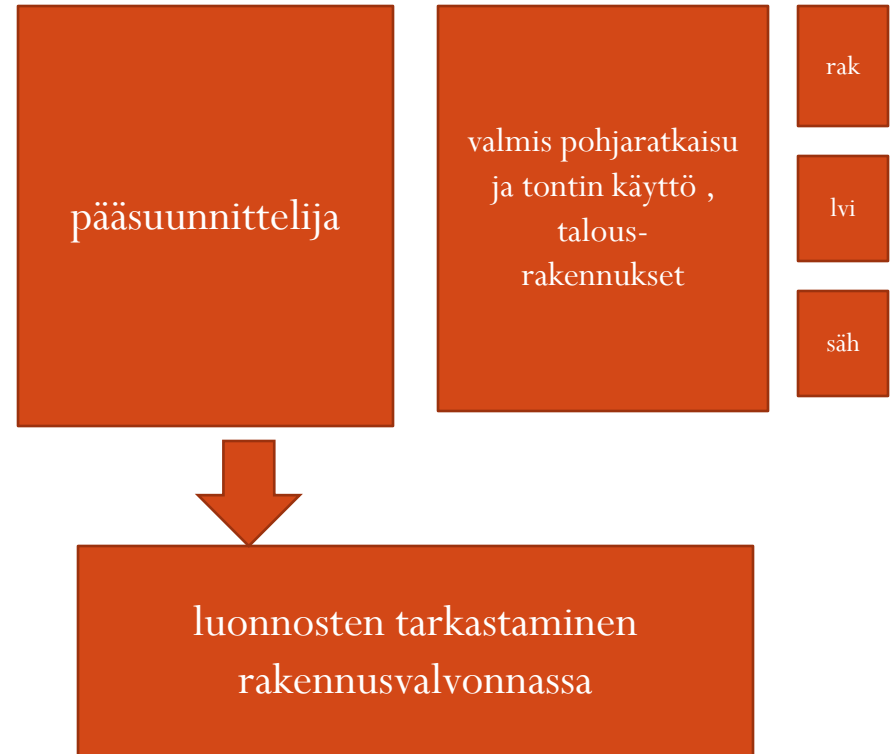 pääsuunnittelija
valmis pohjaratkaisu
ja tontin käyttö ,
talous-
rakennukset
rak
lvi
säh
luonnosten tarkastaminen
rakennusvalvonnassa